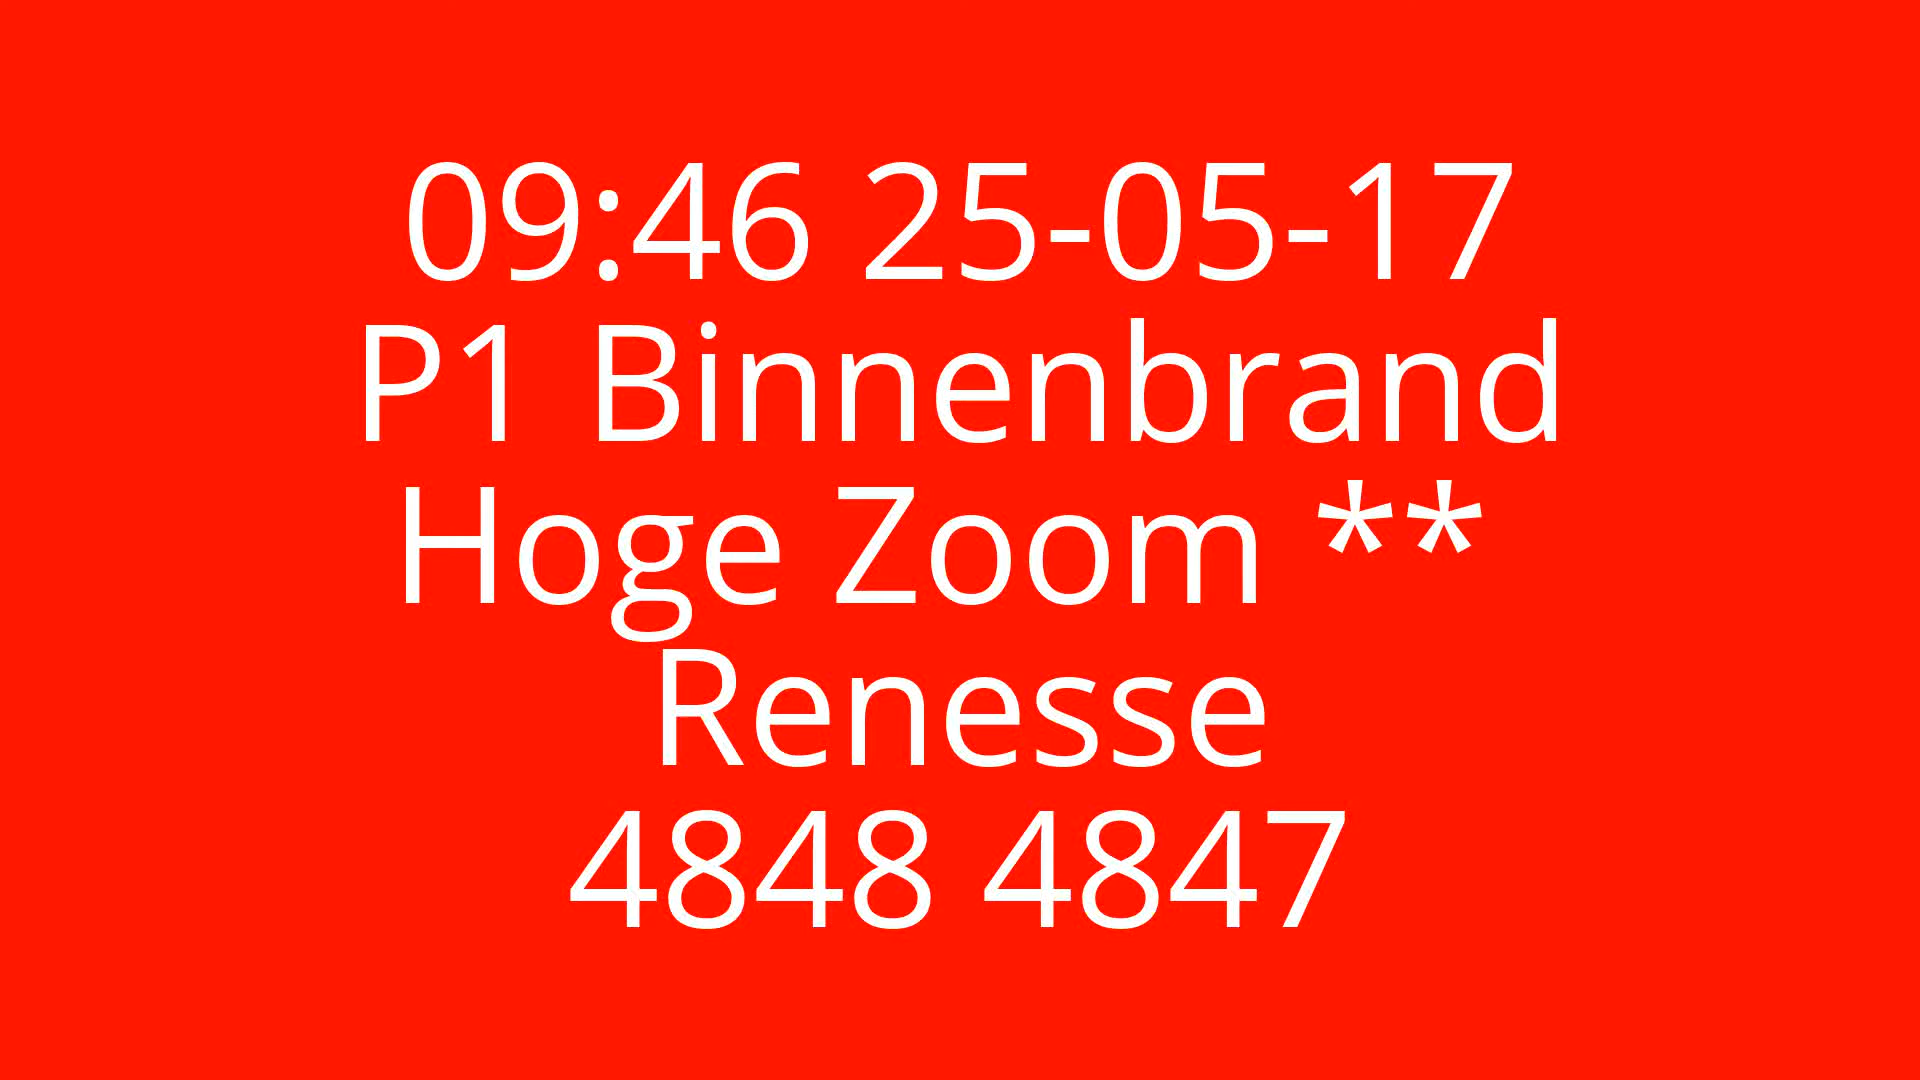 09:46 25-05-17
P1 Binnenbrand
Hoge Zoom **
Renesse
4848 4847